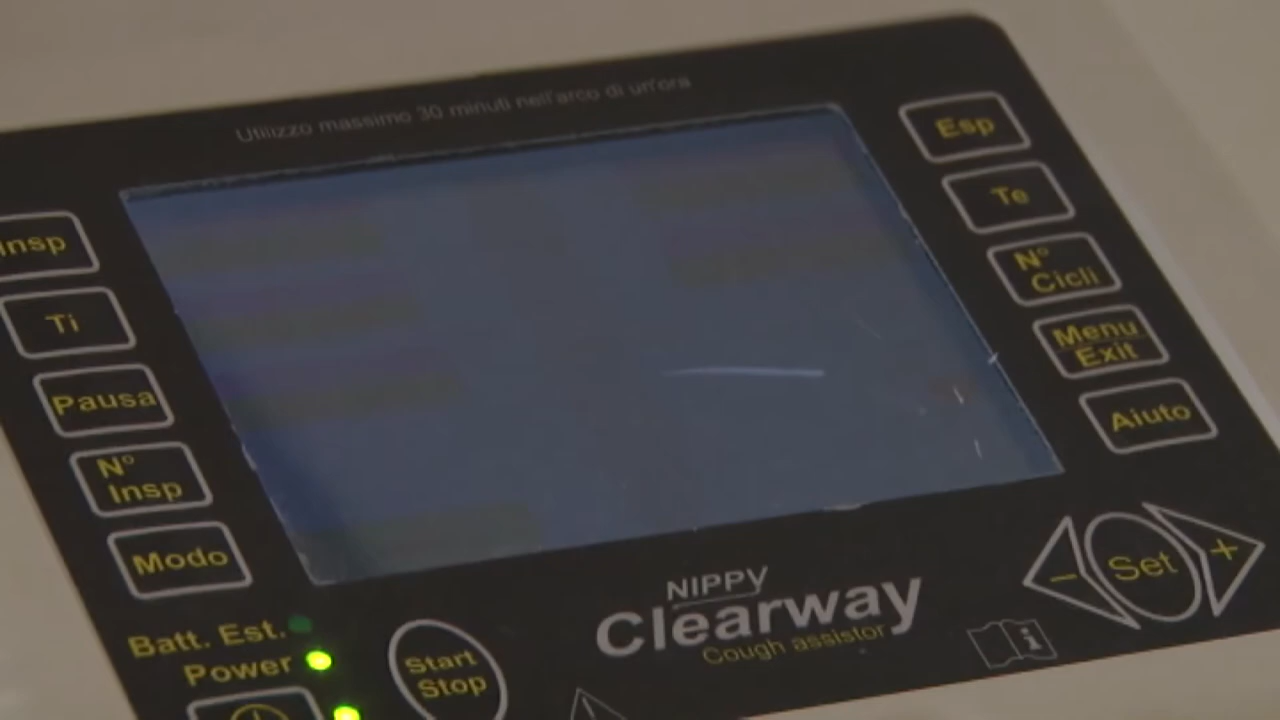 Utilizzo massimo 30 minuti nell'arco di un'ora
Insp
Ti
Pausa
N°
Insp
Modo
Esp
Te
N°
Cicli
Menu
Exit
Aiuto
− Set +
Batt. Est.
Power
Start
Stop
NIPPY
Clearway
Cough assistor
i